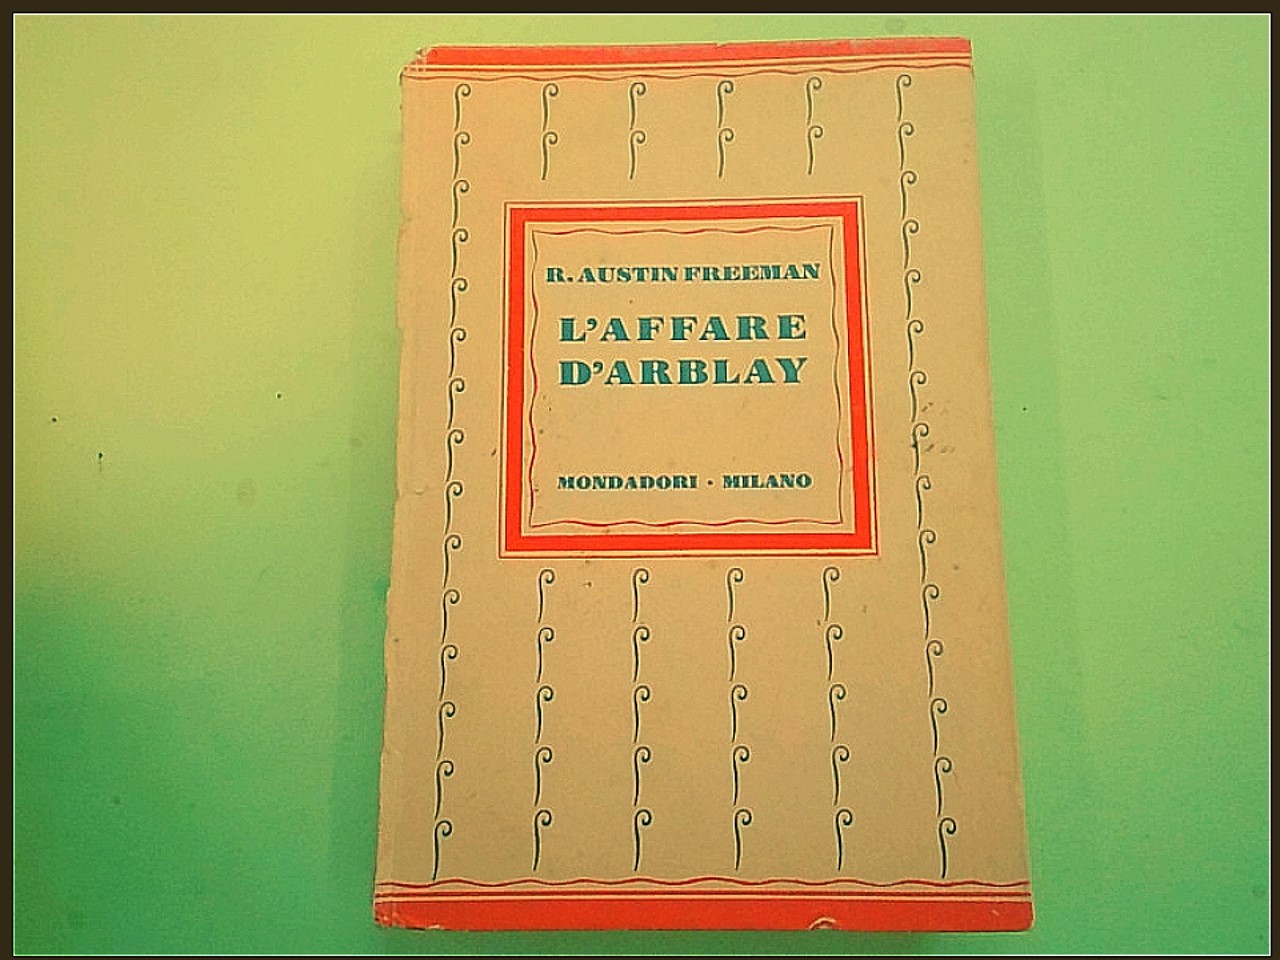 R. AUSTIN FREEMAN
L'AFFARE
D'ARBLAY
MONDADORI · MILANO